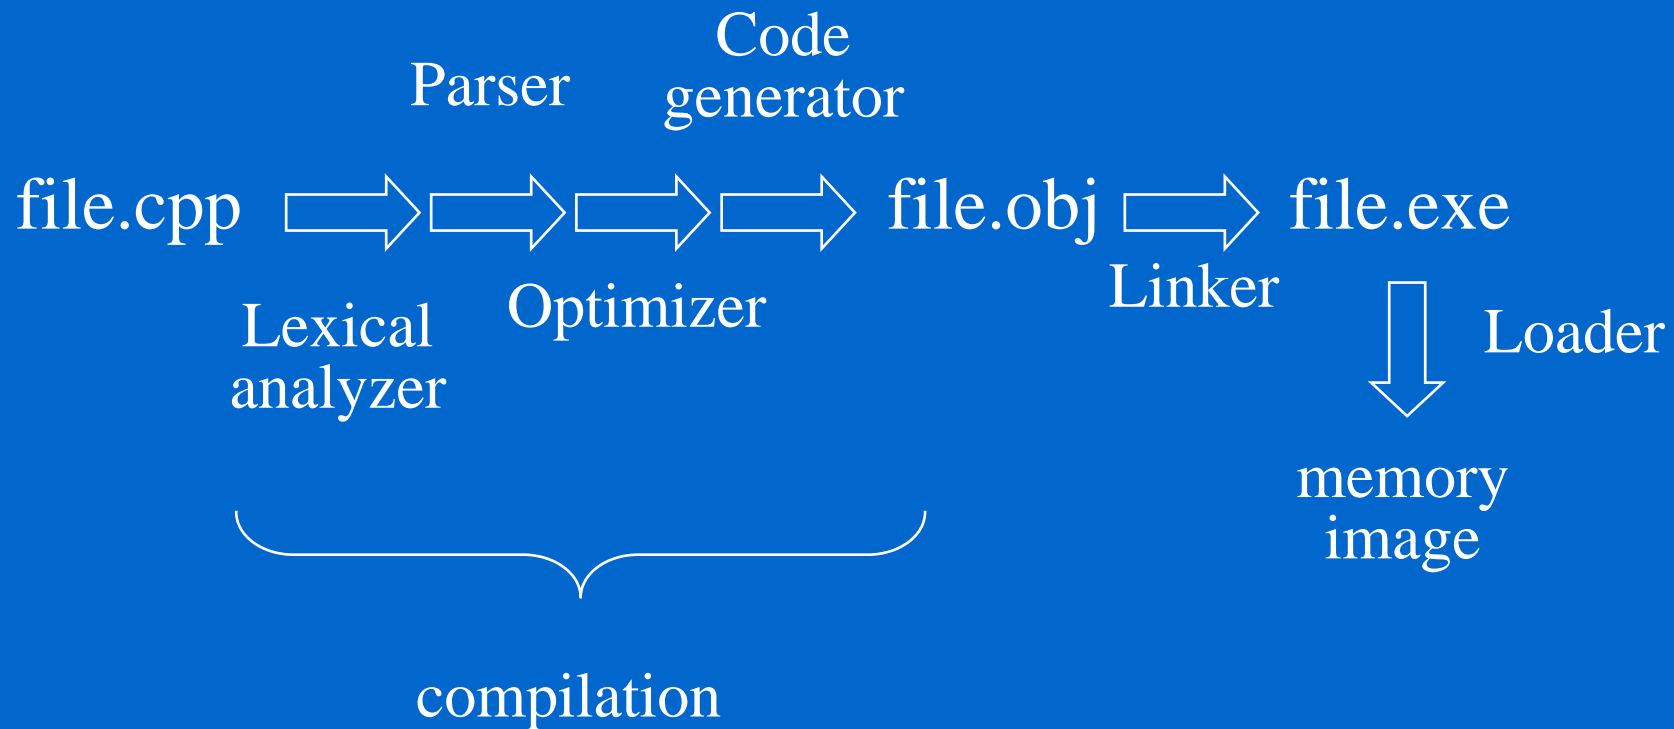 Code
generator
Parser
file.cpp
file.obj
file.exe
Lexical
analyzer
Optimizer
Linker
Loader
memory
image
compilation